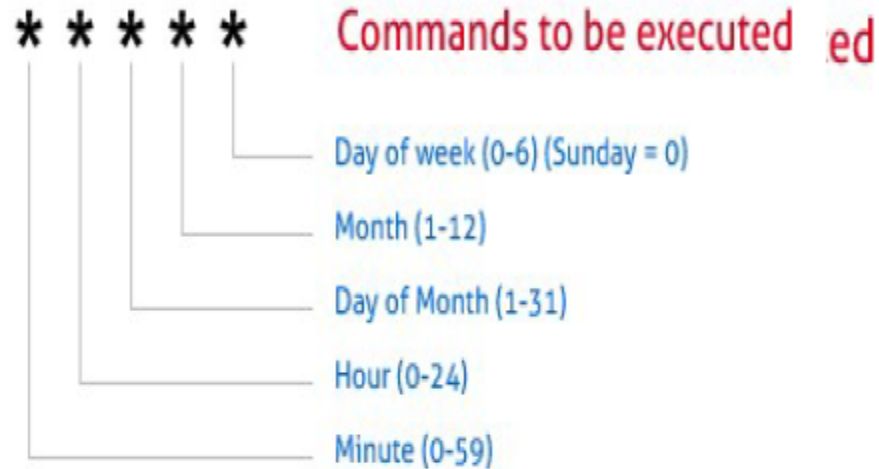 * * * * * Commands to be executed ed
Day of week (0-6) (Sunday = 0)
Month (1-12)
Day of Month (1-31)
Hour (0-24)
Minute (0-59)